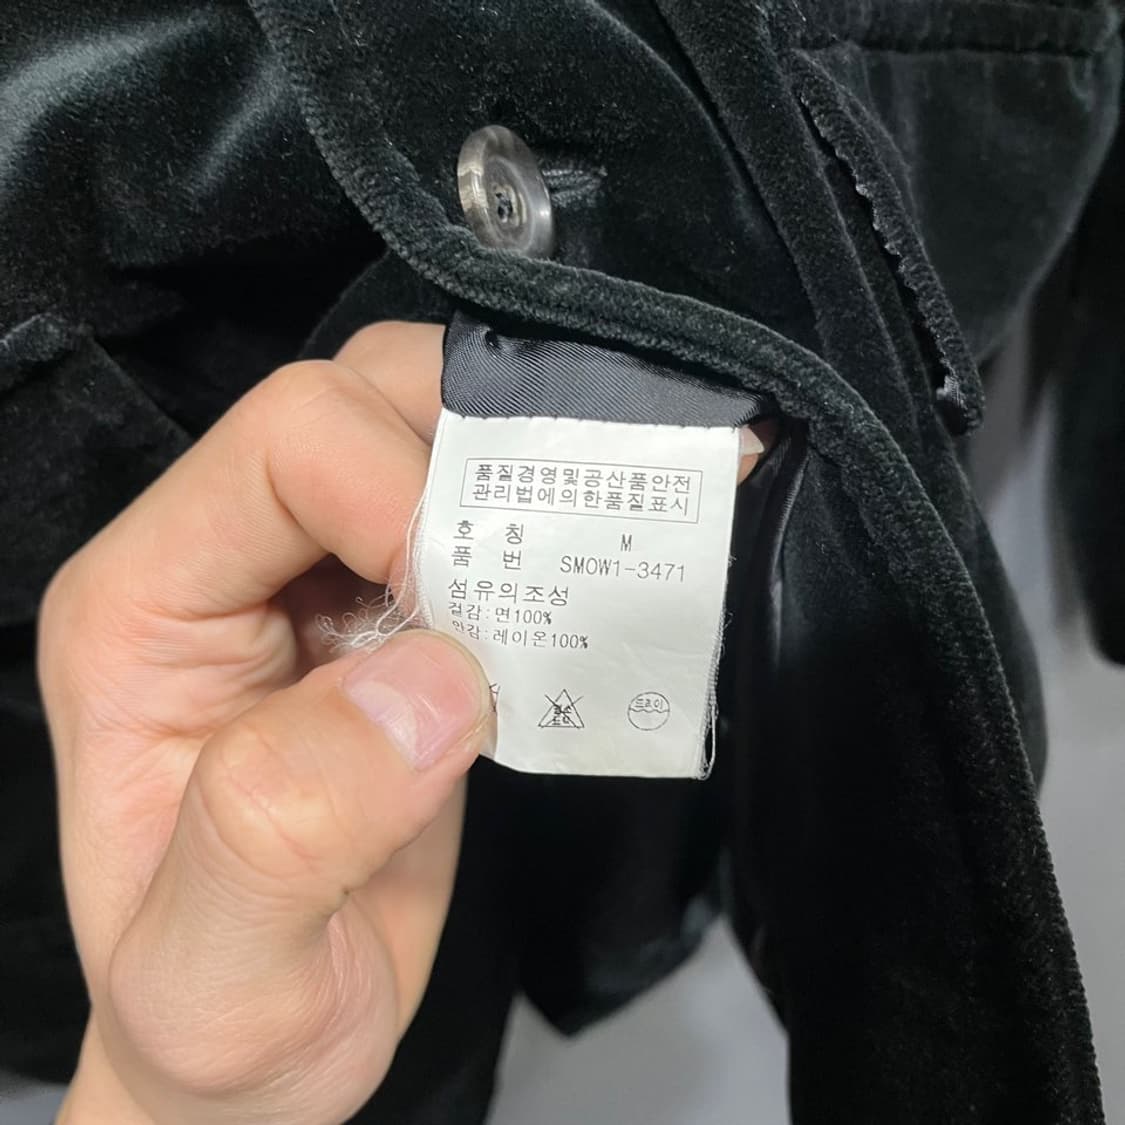 품질경영및공산품안전
관리법에의한품질표시
호 칭 M
품 번 SMOW1-3471
섬유의조성
겉감:면100%
안감:레이온100%
드라이